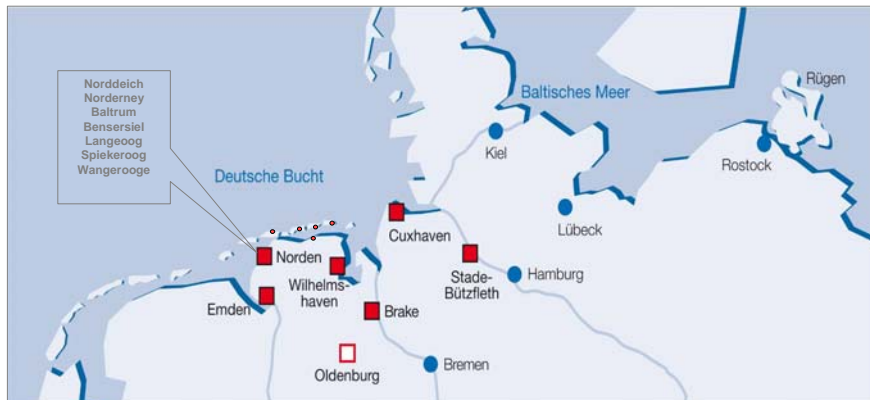 Norddeich
Norderney
Baltrum
Bensersiel
Langeoog
Spiekeroog
Wangerooge
Deutsche Bucht
Baltisches Meer
Rügen
Kiel
Rostock
Lübeck
Cuxhaven
Norden
Wilhelms-
haven
Stade-
Bützfleth
Hamburg
Emden
Brake
Oldenburg
Bremen